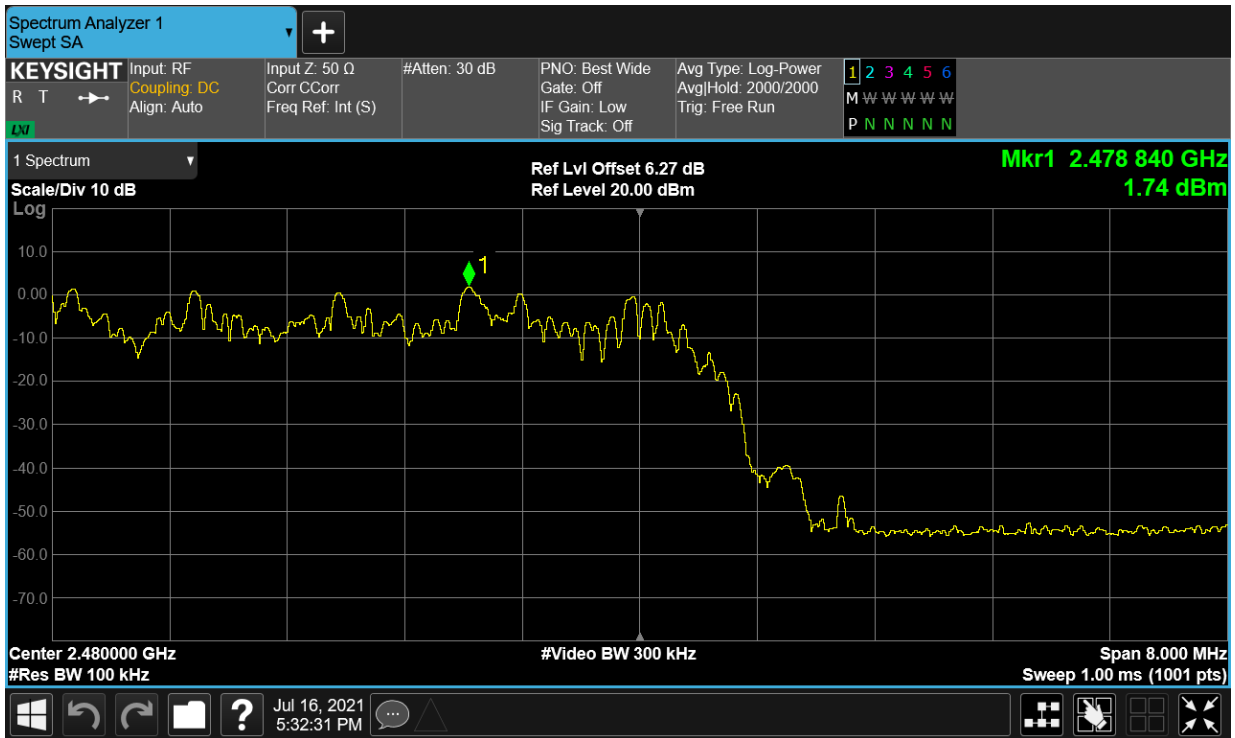 Spectrum Analyzer 1
Swept SA
+
KEYSIGHT
R T
LXI
Input: RF
Coupling: DC
Align: Auto
Input Z: 50 Ω
Corr CCorr
Freq Ref: Int (S)
#Atten: 30 dB
PNO: Best Wide
Gate: Off
IF Gain: Low
Sig Track: Off
Avg Type: Log-Power
Avg|Hold: 2000/2000
Trig: Free Run
1 2 3 4 5 6
M W W W W W
P N N N N N
1 Spectrum
Scale/Div 10 dB
Log
Ref Lvl Offset 6.27 dB
Ref Level 20.00 dBm
Mkr1 2.478 840 GHz
1.74 dBm
1
10.0
0.00
-10.0
-20.0
-30.0
-40.0
-50.0
-60.0
-70.0
Center 2.480000 GHz
#Res BW 100 kHz
#Video BW 300 kHz
Span 8.000 MHz
Sweep 1.00 ms (1001 pts)
?
Jul 16, 2021
5:32:31 PM